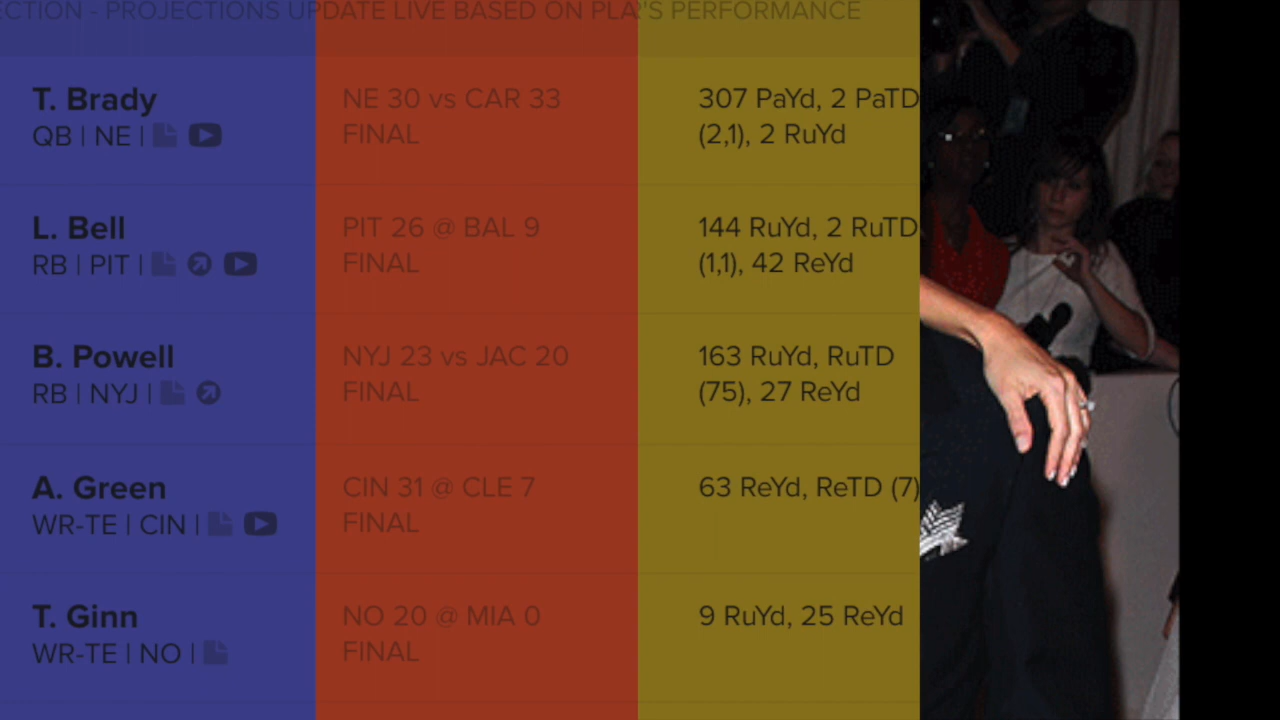 ECTION - PROJECTIONS UPDATE LIVE BASED ON PLA 'S PERFORMANCE
T. Brady
QB | NE |
NE 30 vs CAR 33
FINAL
307 PaYd, 2 PaTD
(2,1), 2 RuYd
L. Bell
RB | PIT |
PIT 26 @ BAL 9
FINAL
144 RuYd, 2 RuTD
(1,1), 42 ReYd
B. Powell
RB | NYJ |
NYJ 23 vs JAC 20
FINAL
163 RuYd, RuTD
(75), 27 ReYd
A. Green
WR-TE | CIN |
CIN 31 @ CLE 7
FINAL
63 ReYd, ReTD (7)
T. Ginn
WR-TE | NO |
NO 20 @ MIA 0
FINAL
9 RuYd, 25 ReYd